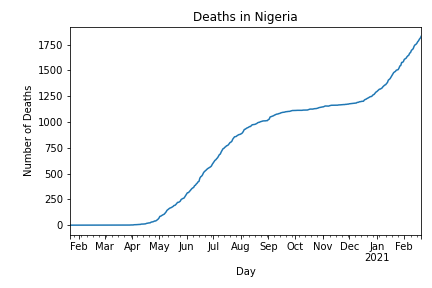 Deaths in Nigeria
Number of Deaths
1750
1500
1250
1000
750
500
250
0
Feb Mar Apr May Jun Jul Aug Sep Oct Nov Dec Jan Feb
2021
Day